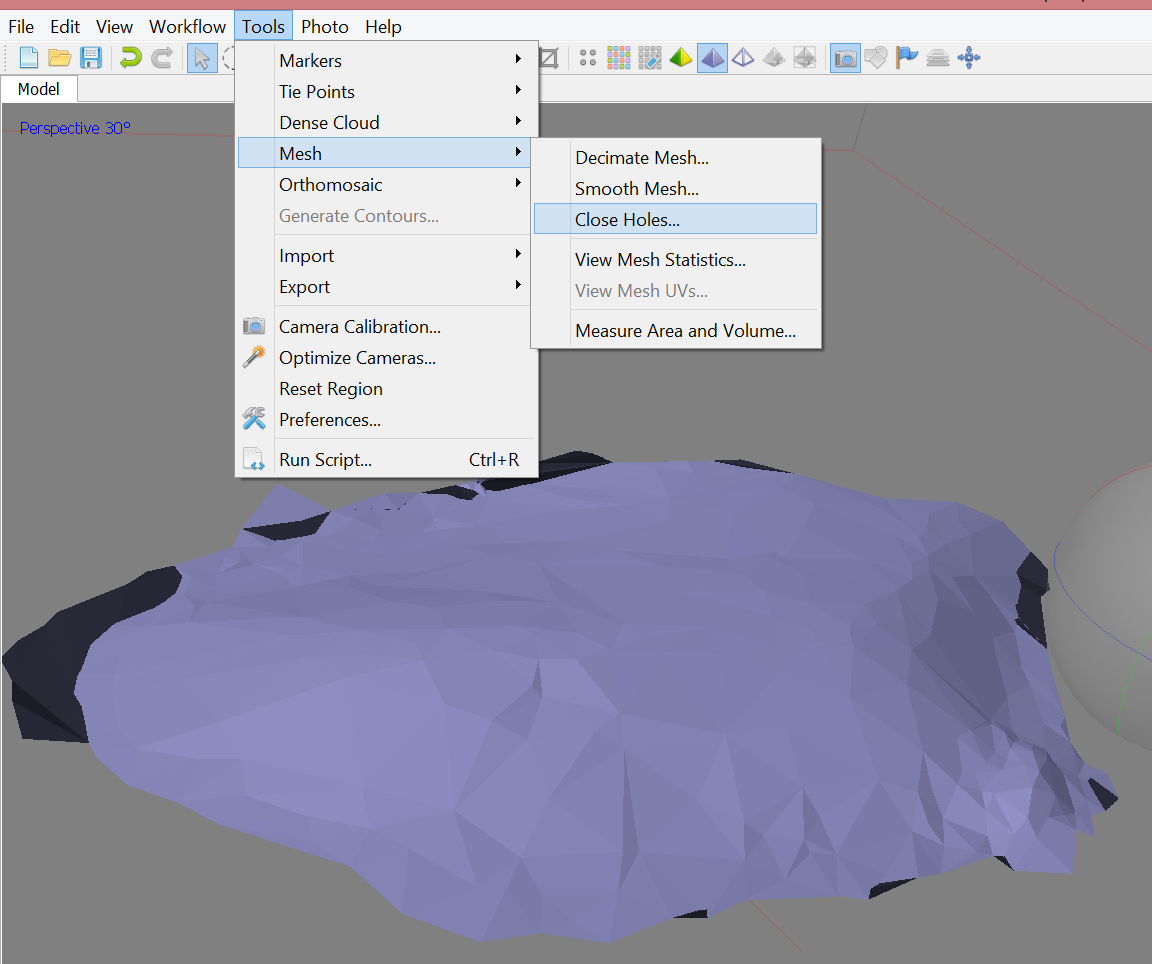 File Edit View Workflow Tools Photo Help
Model
Perspective 30°
Markers
Tie Points
Dense Cloud
Mesh
Orthomosaic
Generate Contours...
Import
Export
Camera Calibration...
Optimize Cameras...
Reset Region
Preferences...
Run Script... Ctrl+R
Decimate Mesh...
Smooth Mesh...
Close Holes...
View Mesh Statistics...
View Mesh UVs...
Measure Area and Volume...